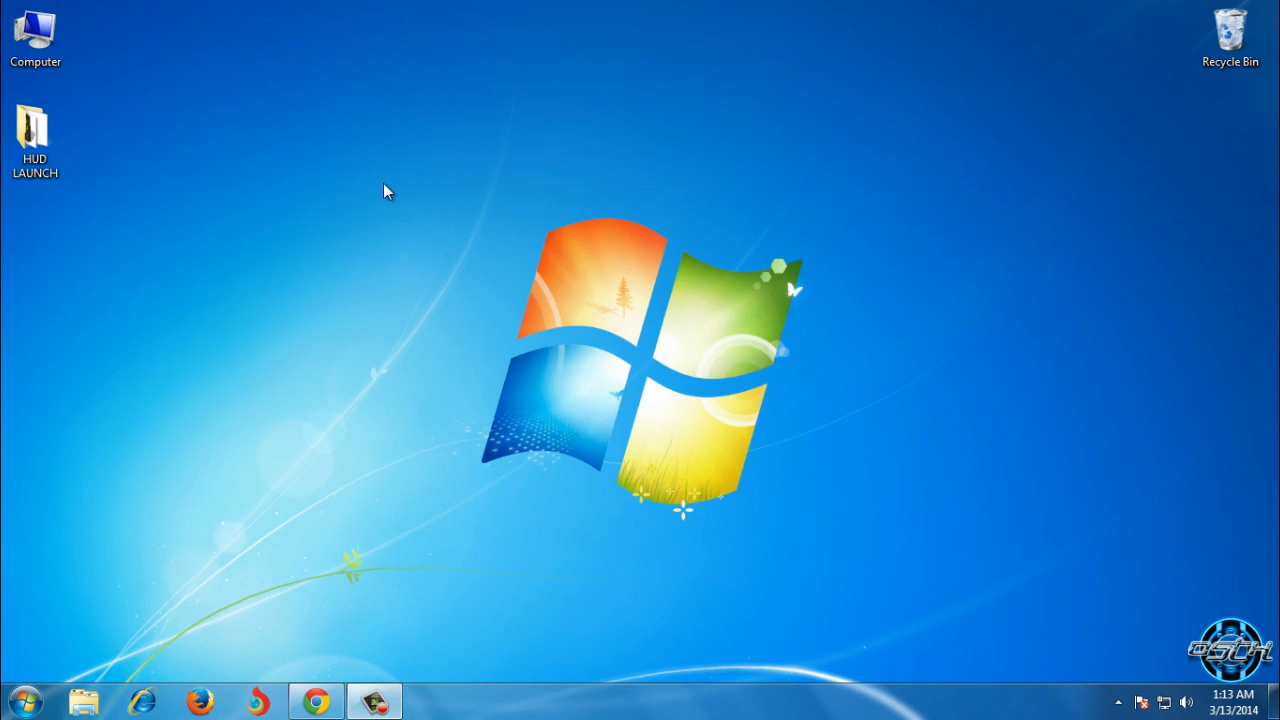 Computer
Recycle Bin
HUD
LAUNCH
1:13 AM
3/13/2014